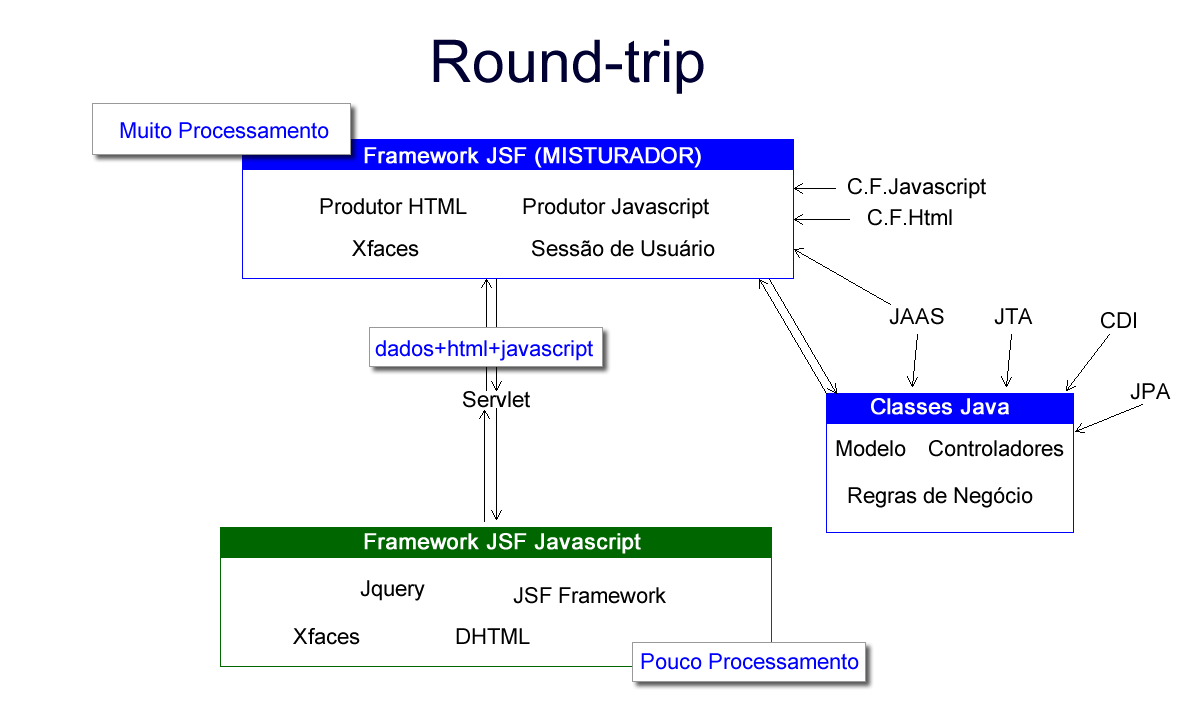 Round-trip
Muito Processamento
Framework JSF (MISTURADOR)
Produtor HTML
Produtor Javascript
Xfaces
Sessão de Usuário
C.F.Javascript
C.F.Html
JAAS
JTA
CDI
JPA
dados+html+javascript
Servlet
Classes Java
Modelo
Controladores
Regras de Negócio
Framework JSF Javascript
Jquery
JSF Framework
Xfaces
DHTML
Pouco Processamento